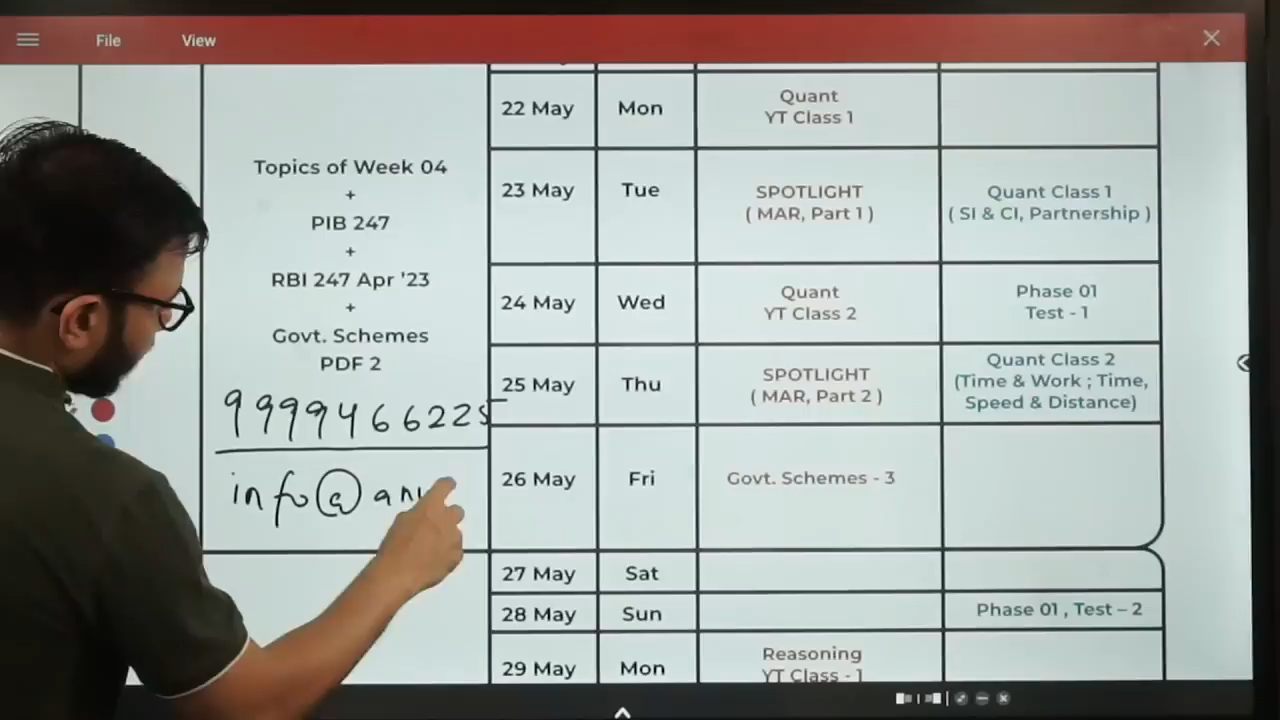 File View
22 May Mon Quant
YT Class 1
Topics of Week 04
+
PIB 247
+
RBI 247 Apr '23
+
Govt. Schemes
PDF 2
23 May Tue SPOTLIGHT
( MAR, Part 1 )
Quant Class 1
( SI & CI, Partnership )
24 May Wed Quant
YT Class 2
Phase 01
Test - 1
25 May Thu SPOTLIGHT
( MAR, Part 2 )
Quant Class 2
(Time & Work ; Time,
Speed & Distance)
9999466225
info@anu
26 May Fri Govt. Schemes - 3
27 May Sat
28 May Sun Phase 01 , Test – 2
29 May Mon Reasoning
YT Class - 1